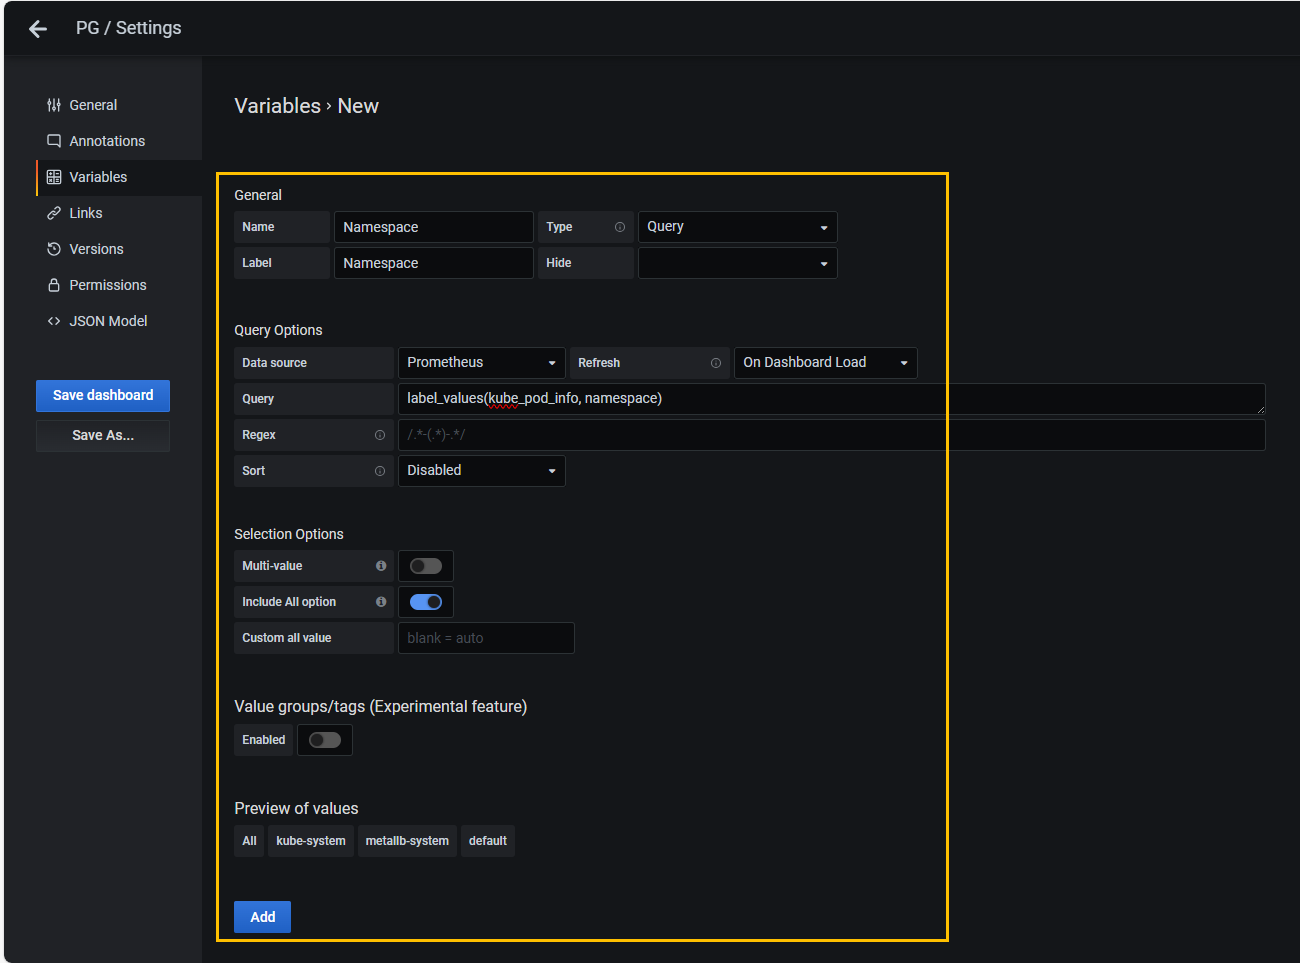 PG / Settings
General
Annotations
Variables
Links
Versions
Permissions
JSON Model
Save dashboard
Save As...
Variables › New
General
Name Namespace Type Query
Label Namespace Hide
Query Options
Data source Prometheus Refresh On Dashboard Load
Query label_values(kube_pod_info, namespace)
Regex /.*-(.*)-.*/
Sort Disabled
Selection Options
Multi-value
Include All option
Custom all value blank = auto
Value groups/tags (Experimental feature)
Enabled
Preview of values
All kube-system metallb-system default
Add